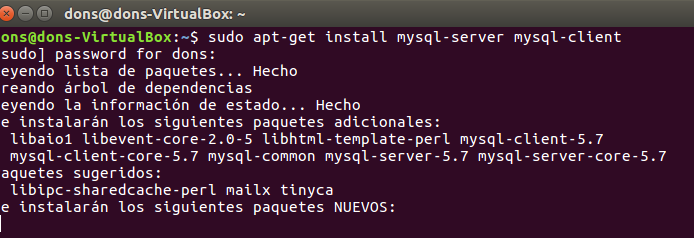 dons@dons-VirtualBox: ~
ons@dons-VirtualBox:~$ sudo apt-get install mysql-server mysql-client
sudo] password for dons:
eyendo lista de paquetes... Hecho
reando árbol de dependencias
eyendo la información de estado... Hecho
e instalarán los siguientes paquetes adicionales:
libaio1 libevent-core-2.0-5 libhtml-template-perl mysql-client-5.7
mysql-client-core-5.7 mysql-common mysql-server-5.7 mysql-server-core-5.7
aquetes sugeridos:
libipc-sharedcache-perl mailx tinyca
e instalarán los siguientes paquetes NUEVOS: